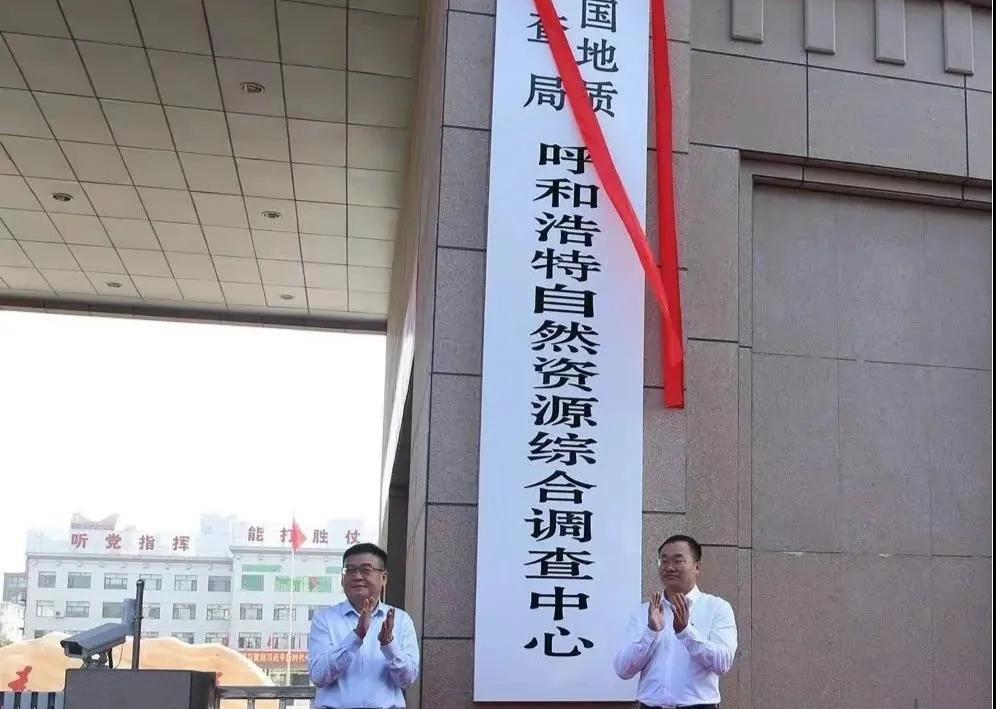 国地质
查局
呼和浩特自然资源综合调查中心
听党指挥
能打胜仗